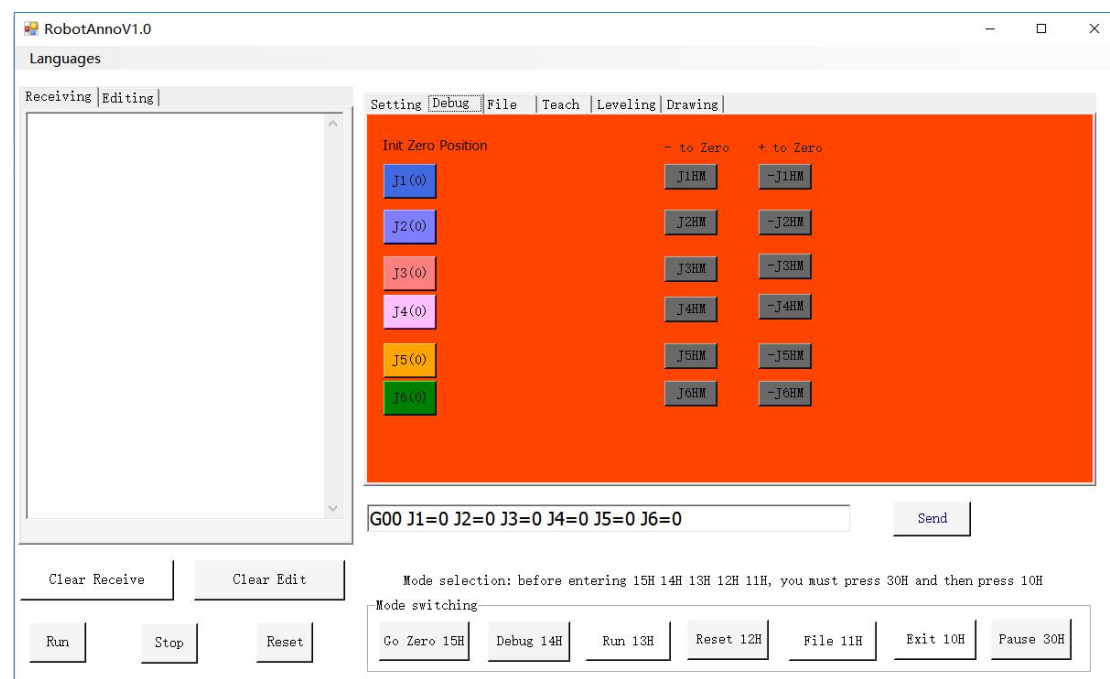 RobotAnnoV1.0
Languages
Receiving Editing
Setting Debug File Teach Leveling Drawing
Init Zero Position - to Zero + to Zero
J1(0) J1HM -J1HM
J2(0) J2HM -J2HM
J3(0) J3HM -J3HM
J4(0) J4HM -J4HM
J5(0) J5HM -J5HM
J6(0) J6HM -J6HM
G00 J1=0 J2=0 J3=0 J4=0 J5=0 J6=0 Send
Clear Receive Clear Edit
Mode selection: before entering 15H 14H 13H 12H 11H, you must press 30H and then press 10H
Mode switching
Run Stop Reset
Go Zero 15H Debug 14H Run 13H Reset 12H File 11H Exit 10H Pause 30H